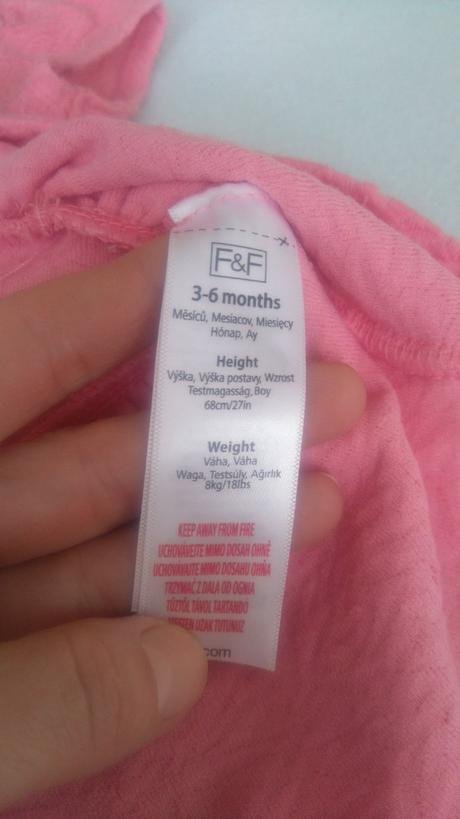 F&F
3-6 months
Měsíců, Mesiacov, Miesięcy
Hónap, Ay
Height
Výška, Výška postavy, Wzrost
Testmagasság, Boy
68cm/27in
Weight
Váha, Váha
Waga, Testsúly, Ağırlık
8kg/18lbs
KEEP AWAY FROM FIRE
UCHOVÁVEJTE MIMO DOSAH OHNĚ
UCHOVÁVAJTE MIMO DOSAHU OHŇA
TRZYMAĆ Z DALA OD OGNIA
TŰZTŐL TÁVOL TARTANDÓ
UZAK TUTUNUZ
.com